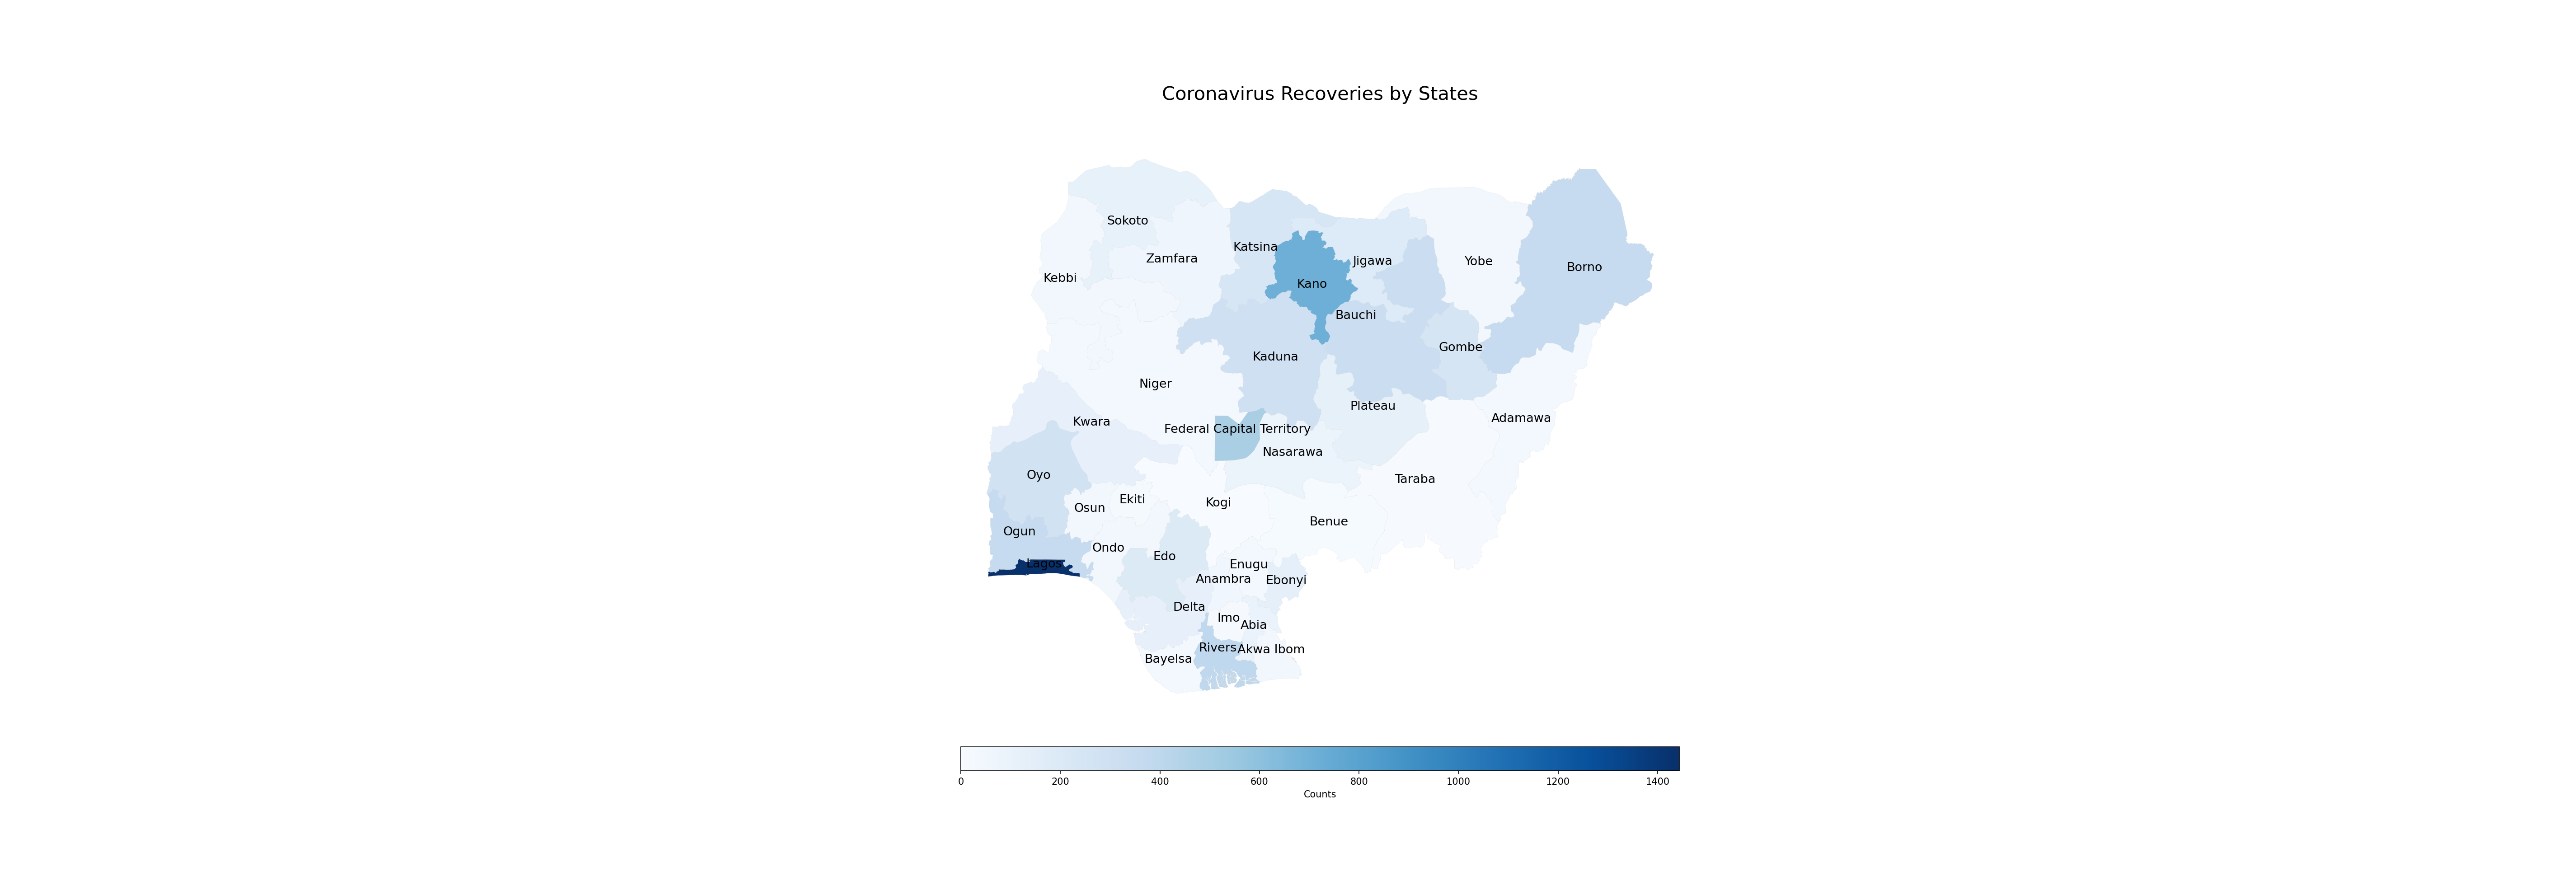 Coronavirus Recoveries by States
Sokoto
Katsina
Zamfara
Jigawa
Yobe
Borno
Kebbi
Kano
Bauchi
Gombe
Kaduna
Niger
Plateau
Adamawa
Kwara
Federal Capital Territory
Nasarawa
Oyo
Taraba
Ekiti
Kogi
Osun
Benue
Ogun
Ondo
Edo
Lagos
Enugu
Anambra
Ebonyi
Delta
Imo
Abia
Rivers
Akwa Ibom
Bayelsa
0 200 400 600 800 1000 1200 1400
Counts